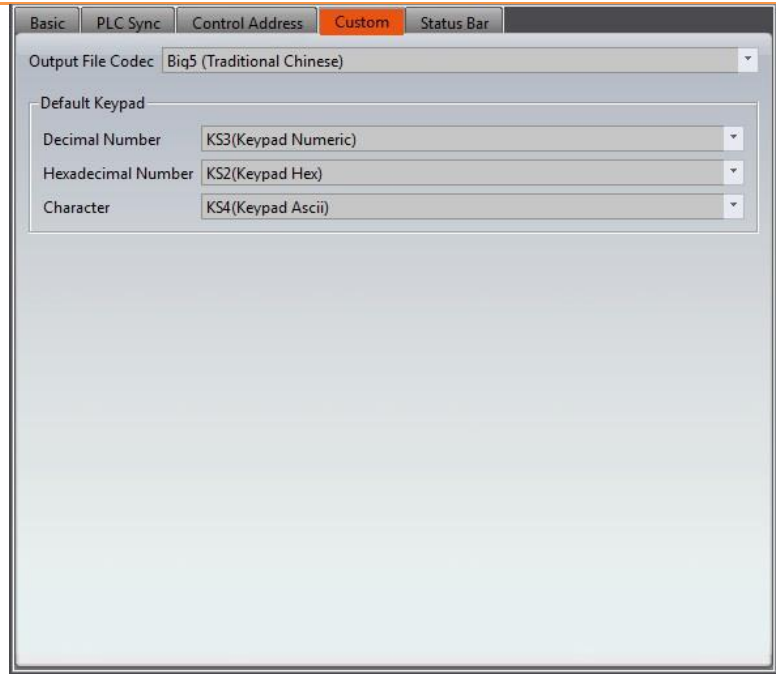 Basic PLC Sync Control Address Custom Status Bar
Output File Codec Big5 (Traditional Chinese)
Default Keypad
Decimal Number KS3(Keypad Numeric)
Hexadecimal Number KS2(Keypad Hex)
Character KS4(Keypad Ascii)